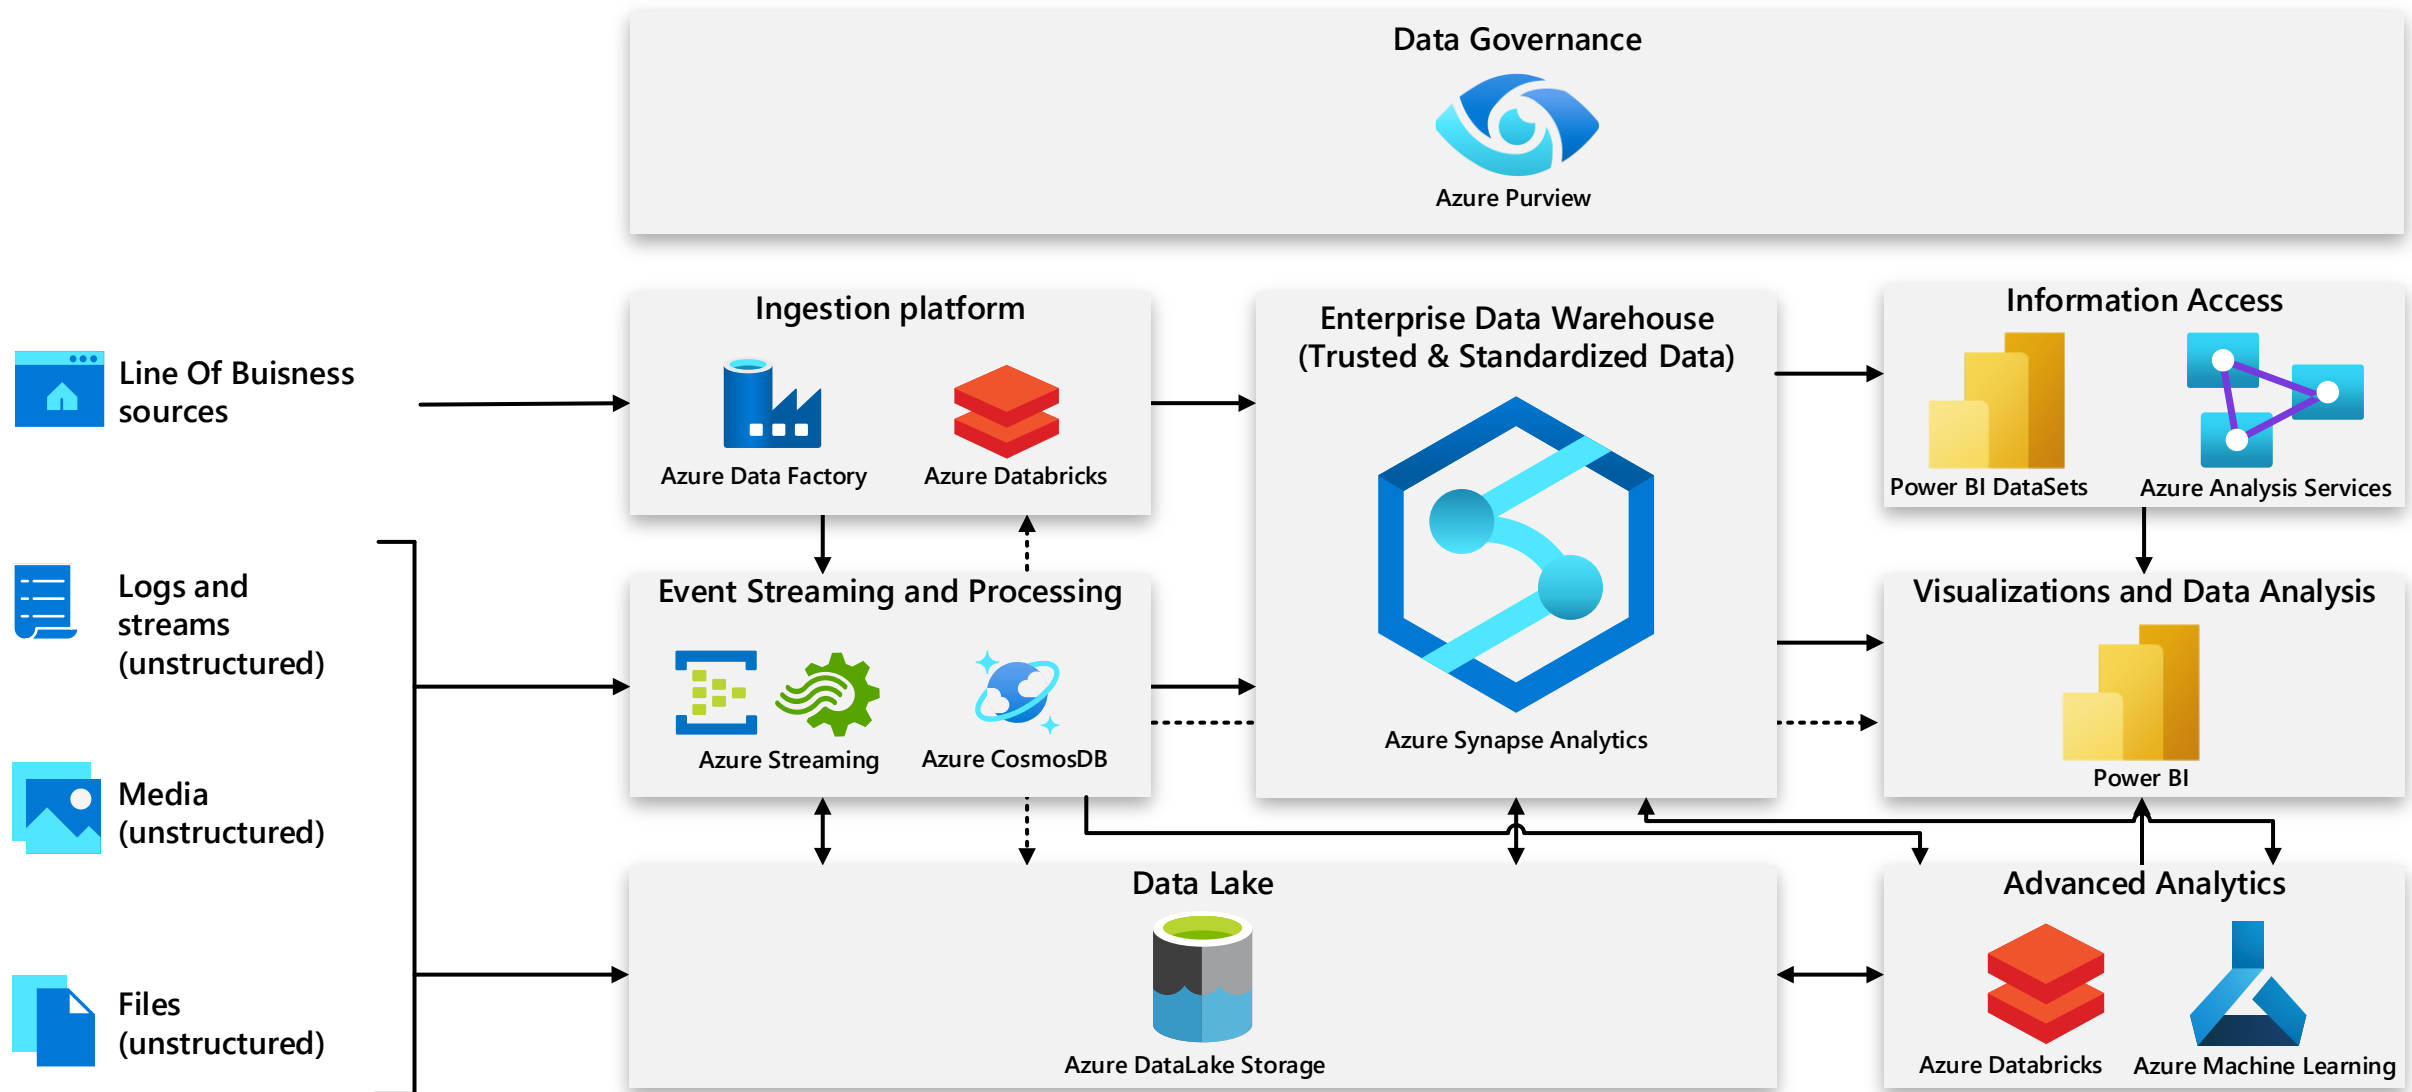 Data Governance
Azure Purview
Line Of Buisness
sources
Ingestion platform
Azure Data Factory
Azure Databricks
Enterprise Data Warehouse
(Trusted & Standardized Data)
Azure Synapse Analytics
Information Access
Power BI DataSets
Azure Analysis Services
Logs and
streams
(unstructured)
Event Streaming and Processing
Azure Streaming
Azure CosmosDB
Visualizations and Data Analysis
Power BI
Media
(unstructured)
Files
(unstructured)
Data Lake
Azure DataLake Storage
Advanced Analytics
Azure Databricks
Azure Machine Learning